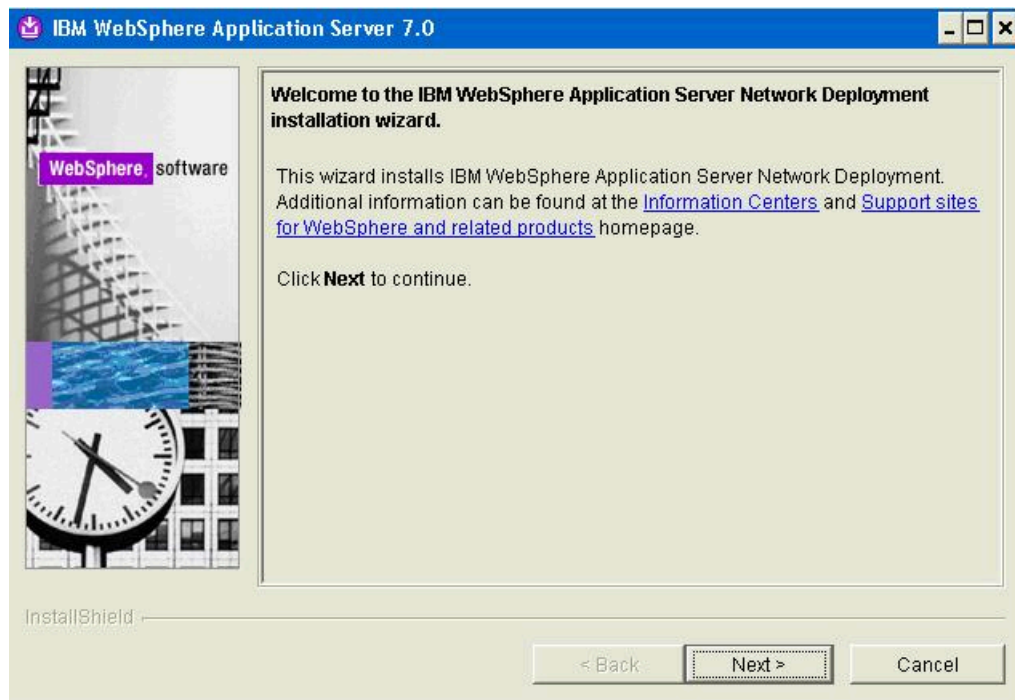 IBM WebSphere Application Server 7.0
WebSphere. software
Welcome to the IBM WebSphere Application Server Network Deployment
installation wizard.
This wizard installs IBM WebSphere Application Server Network Deployment.
Additional information can be found at the Information Centers and Support sites
for WebSphere and related products homepage.
Click Next to continue.
InstallShield
< Back Next > Cancel